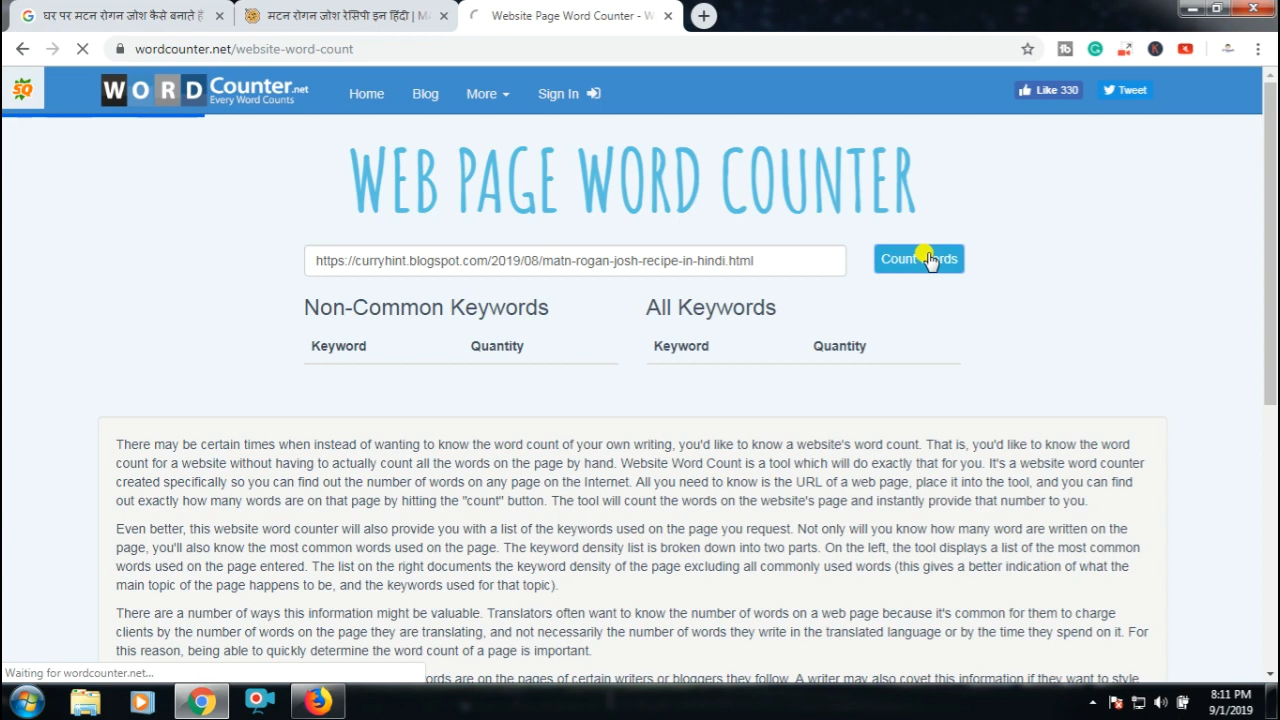 घर पर मटन रोगन जोश कैसे बनाते हैं
मटन रोगन जोश रेसिपी इन हिंदी | M
Website Page Word Counter - W
wordcounter.net/website-word-count
SQ
WORD Counter.net
Every Word Counts
Home
Blog
More
Sign In
Like 330
Tweet
WEB PAGE WORD COUNTER
https://curryhint.blogspot.com/2019/08/matn-rogan-josh-recipe-in-hindi.html
Count Words
Non-Common Keywords
All Keywords
Keyword Quantity
Keyword Quantity
There may be certain times when instead of wanting to know the word count of your own writing, you'd like to know a website's word count. That is, you'd like to know the word
count for a website without having to actually count all the words on the page by hand. Website Word Count is a tool which will do exactly that for you. It's a website word counter
created specifically so you can find out the number of words on any page on the Internet. All you need to know is the URL of a web page, place it into the tool, and you can find
out exactly how many words are on that page by hitting the "count" button. The tool will count the words on the website's page and instantly provide that number to you.
Even better, this website word counter will also provide you with a list of the keywords used on the page you request. Not only will you know how many word are written on the
page, you'll also know the most common words used on the page. The keyword density list is broken down into two parts. On the left, the tool displays a list of the most common
words used on the page entered. The list on the right documents the keyword density of the page excluding all commonly used words (this gives a better indication of what the
main topic of the page happens to be, and the keywords used for that topic).
There are a number of ways this information might be valuable. Translators often want to know the number of words on a web page because it's common for them to charge
clients by the number of words on the page they are translating, and not necessarily the number of words they write in the translated language or by the time they spend on it. For
this reason, being able to quickly determine the word count of a page is important.
ords are on the pages of certain writers or bloggers they follow. A writer may also covet this information if they want to style
Waiting for wordcounter.net...
8:11 PM
9/1/2019